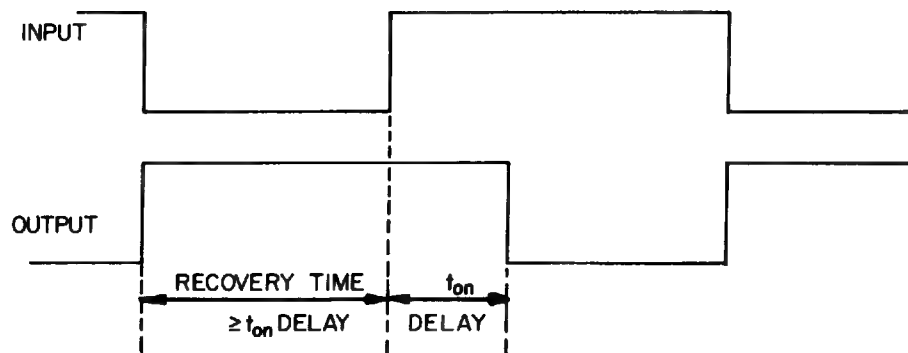 INPUT
OUTPUT
RECOVERY TIME
≥ ton DELAY
ton
DELAY